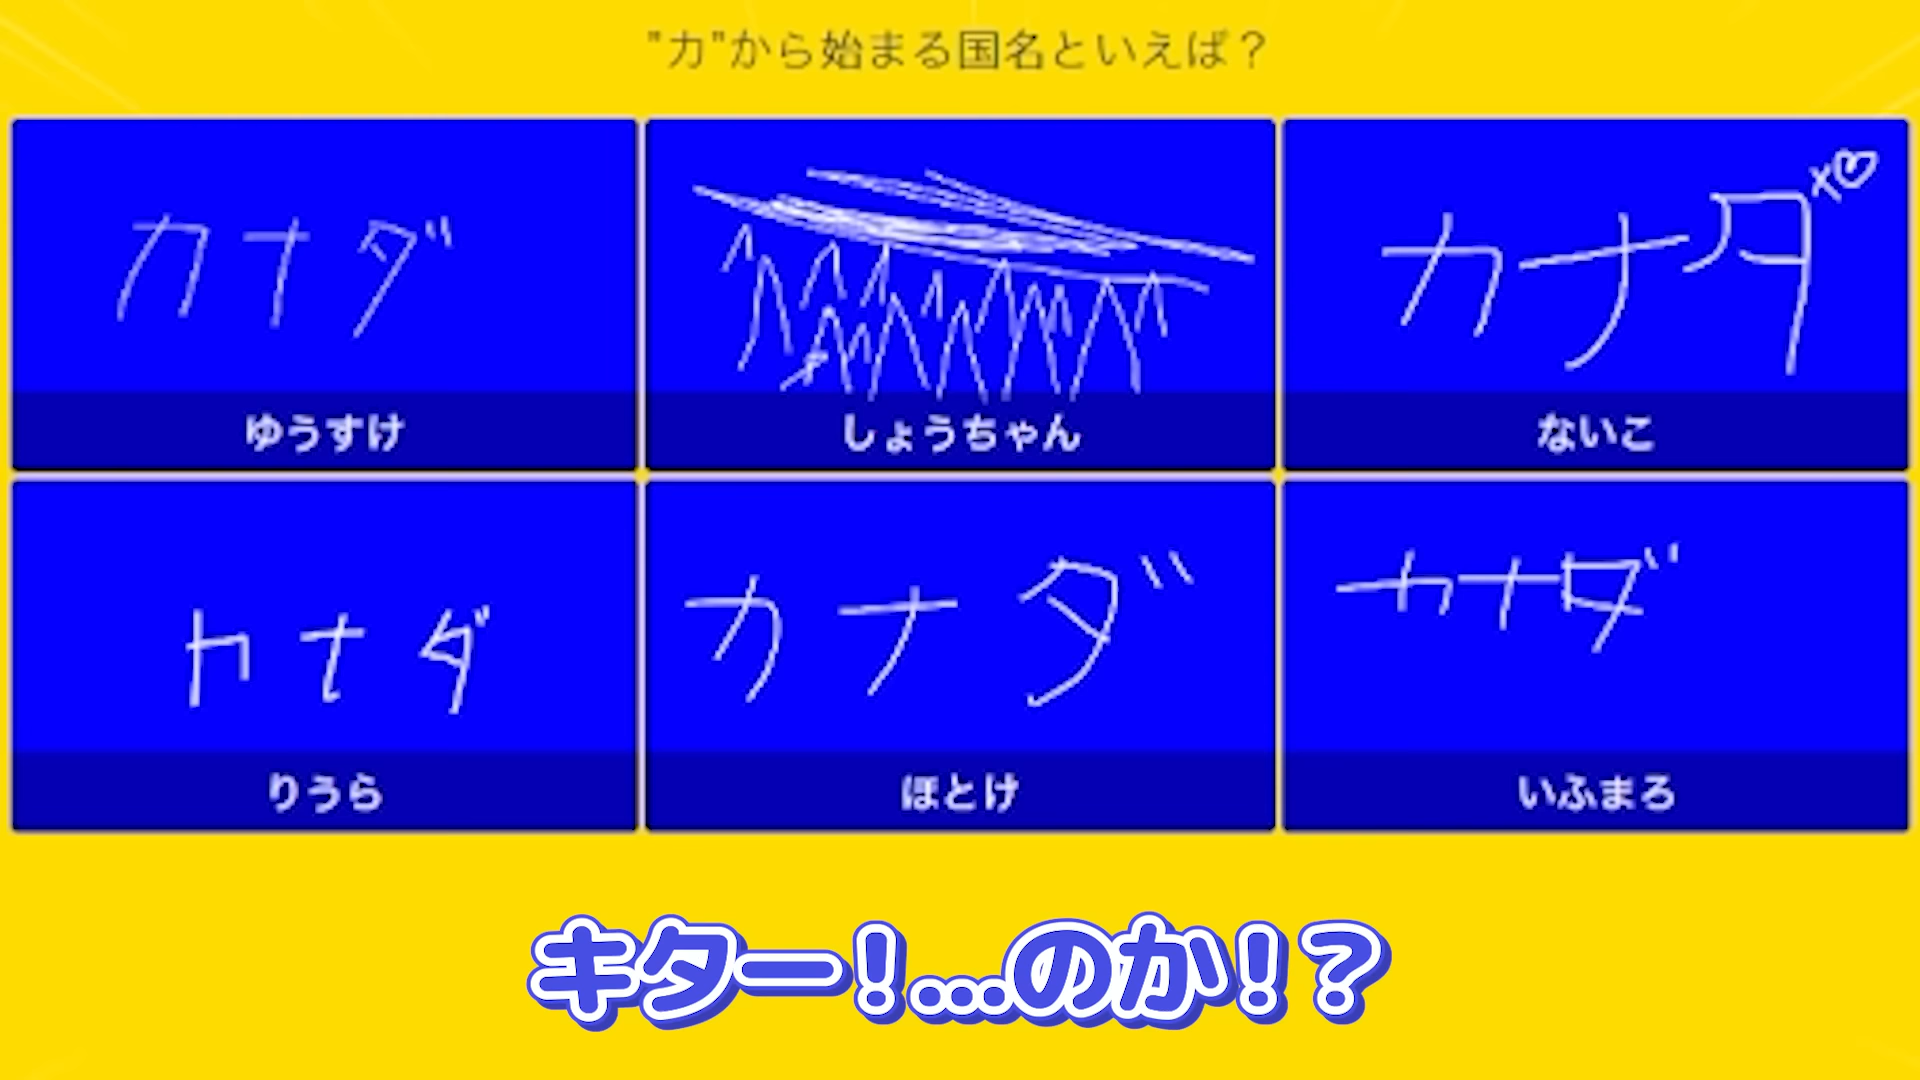 "カ"から始まる国名といえば？
カナダ
カナダ
ゆうすけ
しょうちゃん
ないこ
カナダ
カナダ
カナダ
りうら
ほとけ
いふまろ
キター!...のか!?